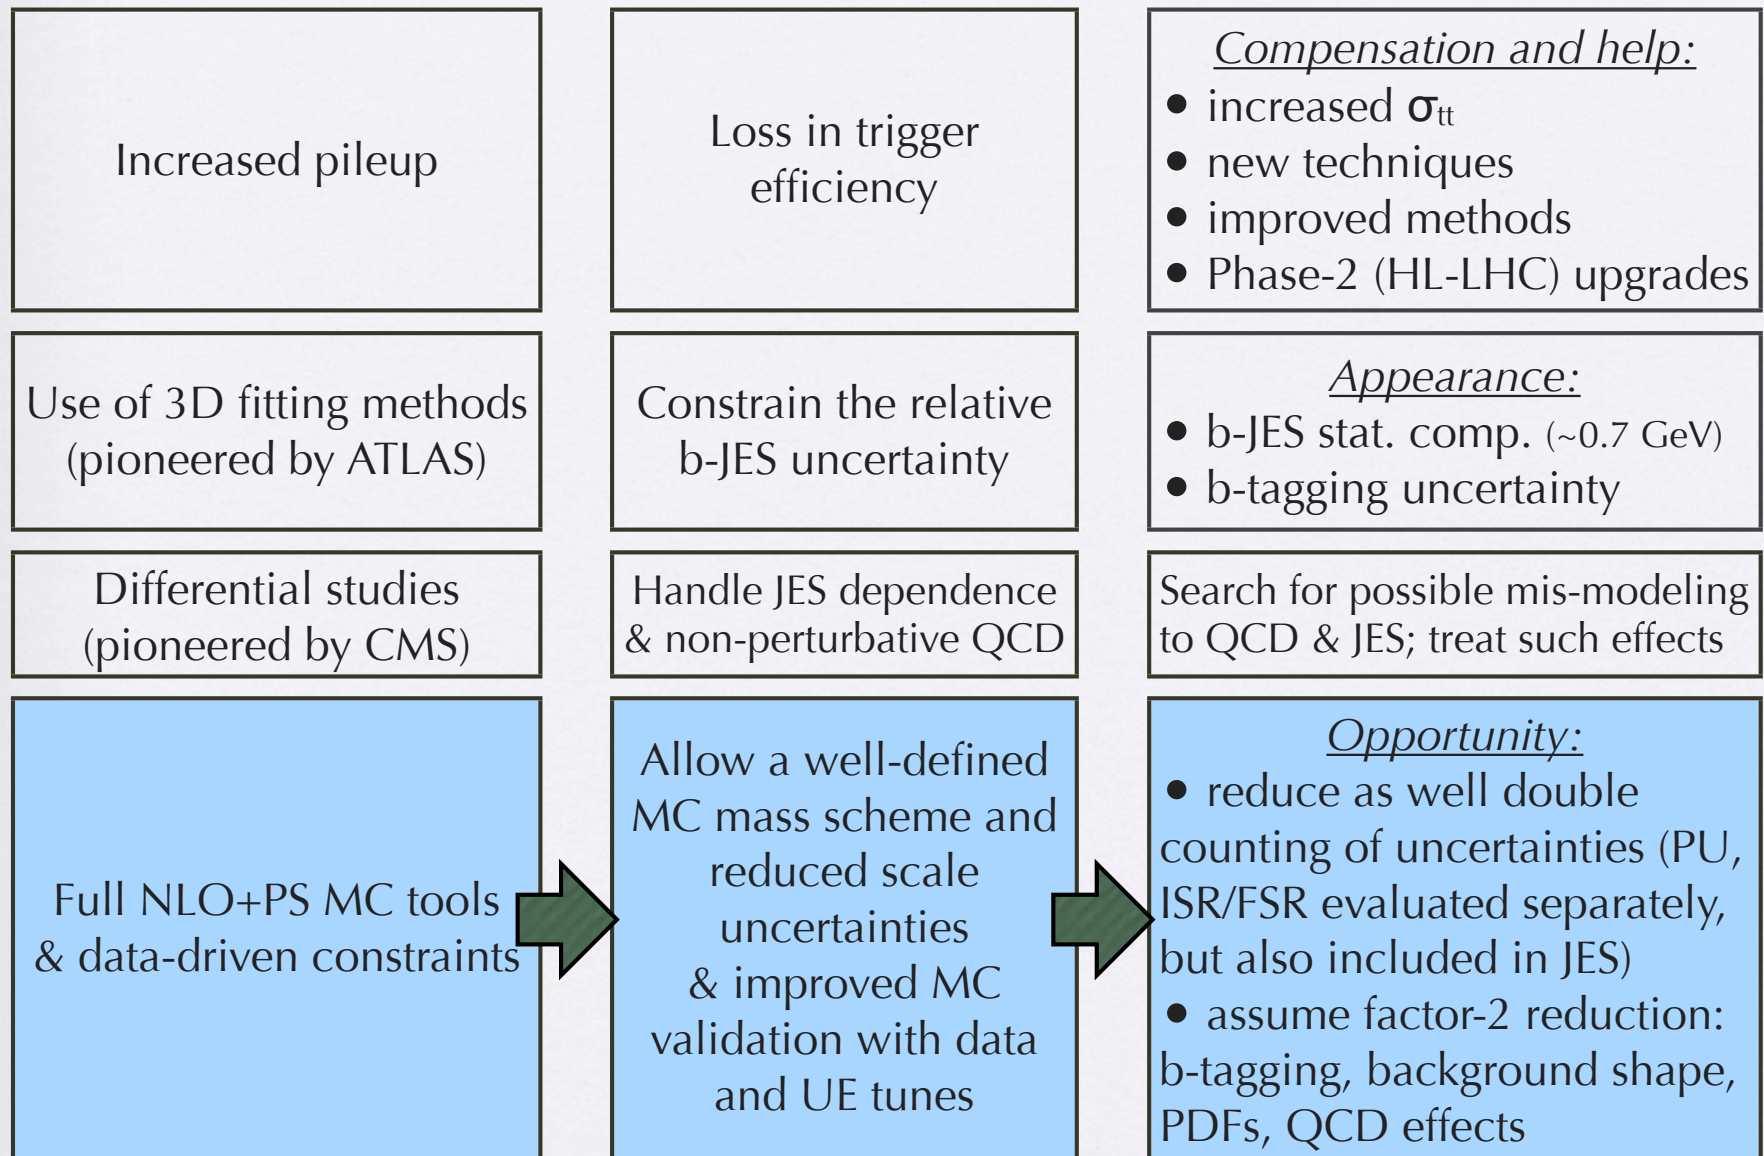 Increased pileup
Loss in trigger
efficiency
Compensation and help:
• increased σtt
• new techniques
• improved methods
• Phase-2 (HL-LHC) upgrades
Use of 3D fitting methods
(pioneered by ATLAS)
Constrain the relative
b-JES uncertainty
Appearance:
• b-JES stat. comp. (~0.7 GeV)
• b-tagging uncertainty
Differential studies
(pioneered by CMS)
Handle JES dependence
& non-perturbative QCD
Search for possible mis-modeling
to QCD & JES; treat such effects
Full NLO+PS MC tools
& data-driven constraints
Allow a well-defined
MC mass scheme and
reduced scale
uncertainties
& improved MC
validation with data
and UE tunes
Opportunity:
• reduce as well double
counting of uncertainties (PU,
ISR/FSR evaluated separately,
but also included in JES)
• assume factor-2 reduction:
b-tagging, background shape,
PDFs, QCD effects